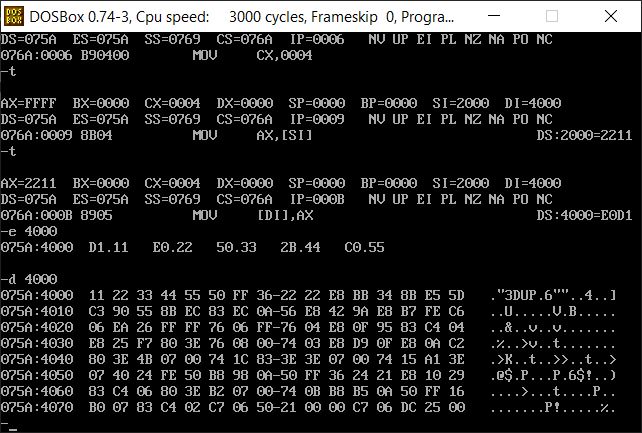 DOS BOX DOSBox 0.74-3, Cpu speed: 3000 cycles, Frameskip 0, Progra...
DS=075A ES=075A SS=0769 CS=076A IP=0006 NV UP EI PL NZ NA PO NC
076A:0006 B90400 MOV CX,0004
-t
AX=FFFF BX=0000 CX=0004 DX=0000 SP=0000 BP=0000 SI=2000 DI=4000
DS=075A ES=075A SS=0769 CS=076A IP=0009 NV UP EI PL NZ NA PO NC
076A:0009 8B04 MOV AX,[SI] DS:2000=2211
-t
AX=2211 BX=0000 CX=0004 DX=0000 SP=0000 BP=0000 SI=2000 DI=4000
DS=075A ES=075A SS=0769 CS=076A IP=000B NV UP EI PL NZ NA PO NC
076A:000B 8905 MOV [DI],AX DS:4000=E0D1
-e 4000
075A:4000 D1.11 E0.22 50.33 2B.44 C0.55
-d 4000
075A:4000 11 22 33 44 55 50 FF 36-22 22 E8 BB 34 8B E5 5D ."3DUP.6""..4..]
075A:4010 C3 90 55 8B EC 83 EC 0A-56 E8 42 9A E8 B7 FE C6 ..U.....V.B.....
075A:4020 06 EA 26 FF FF 76 06 FF-76 04 E8 0F 95 83 C4 04 ..&..v..v.......
075A:4030 E8 25 F7 80 3E 76 08 00-74 03 E8 D9 0F E8 0A C2 .%..>v..t.......
075A:4040 80 3E 4B 07 00 74 1C 83-3E 3E 07 00 74 15 A1 3E .>K..t..>>..t..>
075A:4050 07 40 24 FE 50 B8 98 0A-50 FF 36 24 21 E8 10 29 .@$.P...P.6$!..)
075A:4060 83 C4 06 80 3E B2 07 00-74 0B B8 B5 0A 50 FF 16 ....>...t....P..
075A:4070 B0 07 83 C4 02 C7 06 50-21 00 00 C7 06 DC 25 00 .......P!.....%.
-_